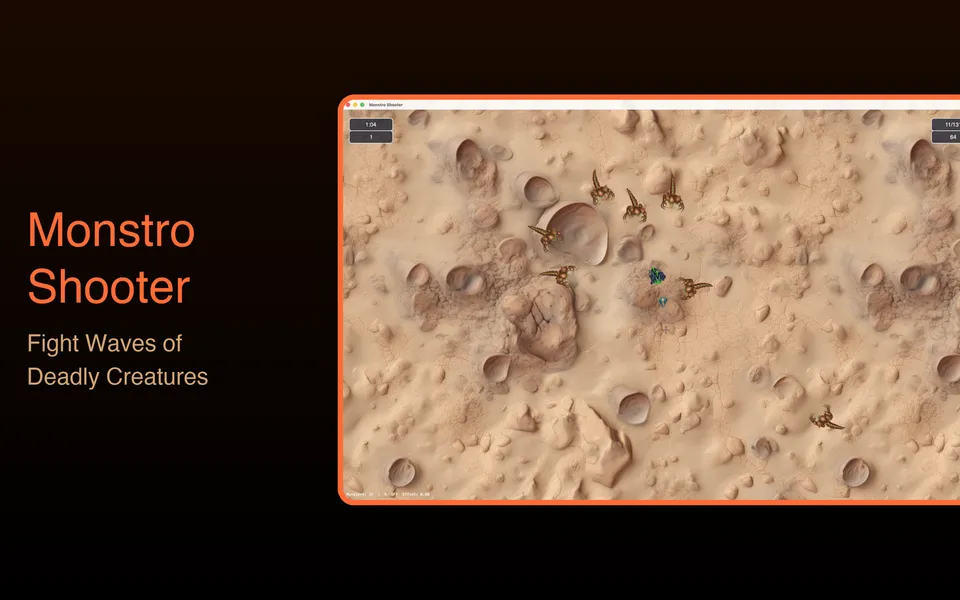 Monstro
Shooter
Fight Waves of
Deadly Creatures
Monstro Shooter
1:04
1
11/13
64